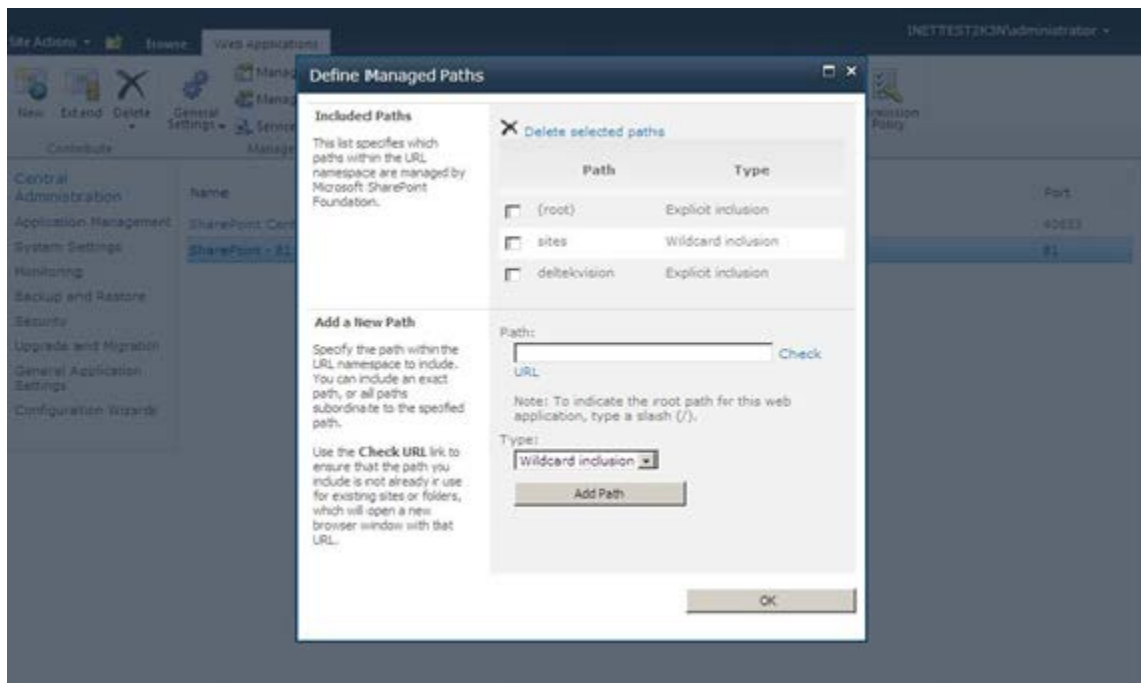 Site Actions
Browse
Web Applications
INETTEST2K3N\administrator
New
Extend
Delete
General
Settings
Manag
Manag
Service
Contribute
Manage
Policy
Central
Administration
Application Management
System Settings
Monitoring
Backup and Restore
Security
Upgrade and Migration
General Application
Settings
Configuration Wizards
Name
Port
SharePoint Cent
SharePoint - 81
81
Define Managed Paths
Included Paths
This list specifies which
paths within the URL
namespace are managed by
Microsoft SharePoint
Foundation.
Delete selected paths
Path Type
(root) Explicit inclusion
sites Wildcard inclusion
deltekvision Explicit inclusion
Add a New Path
Specify the path within the
URL namespace to include.
You can include an exact
path, or all paths
subordinate to the specified
path.
Use the Check URL link to
ensure that the path you
include is not already in use
for existing sites or folders,
which will open a new
browser window with that
URL.
Path:
Check
URL
Note: To indicate the root path for this web
application, type a slash (/).
Type:
Wildcard inclusion
Add Path
OK